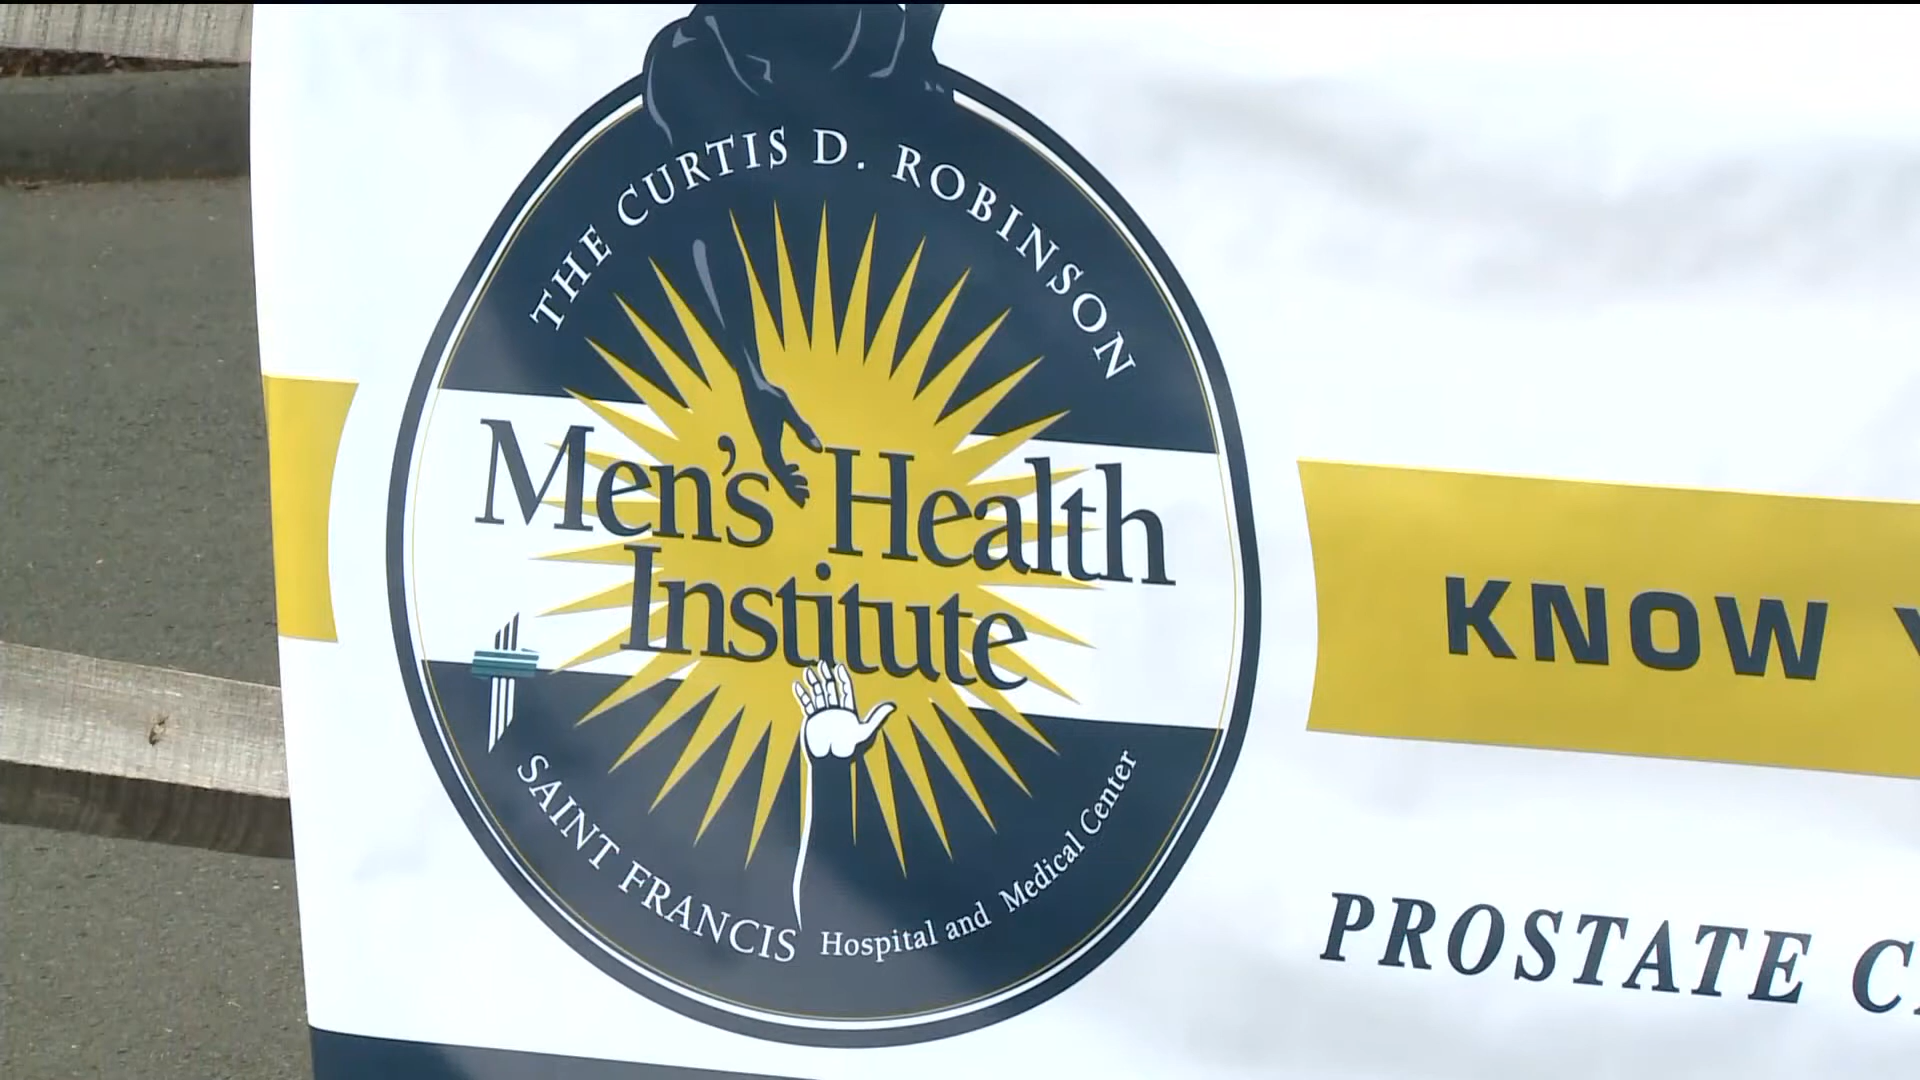 THE CURTIS D. ROBINSON
Men's Health
Institute
SAINT FRANCIS Hospital and Medical Center
KNOW
PROSTATE